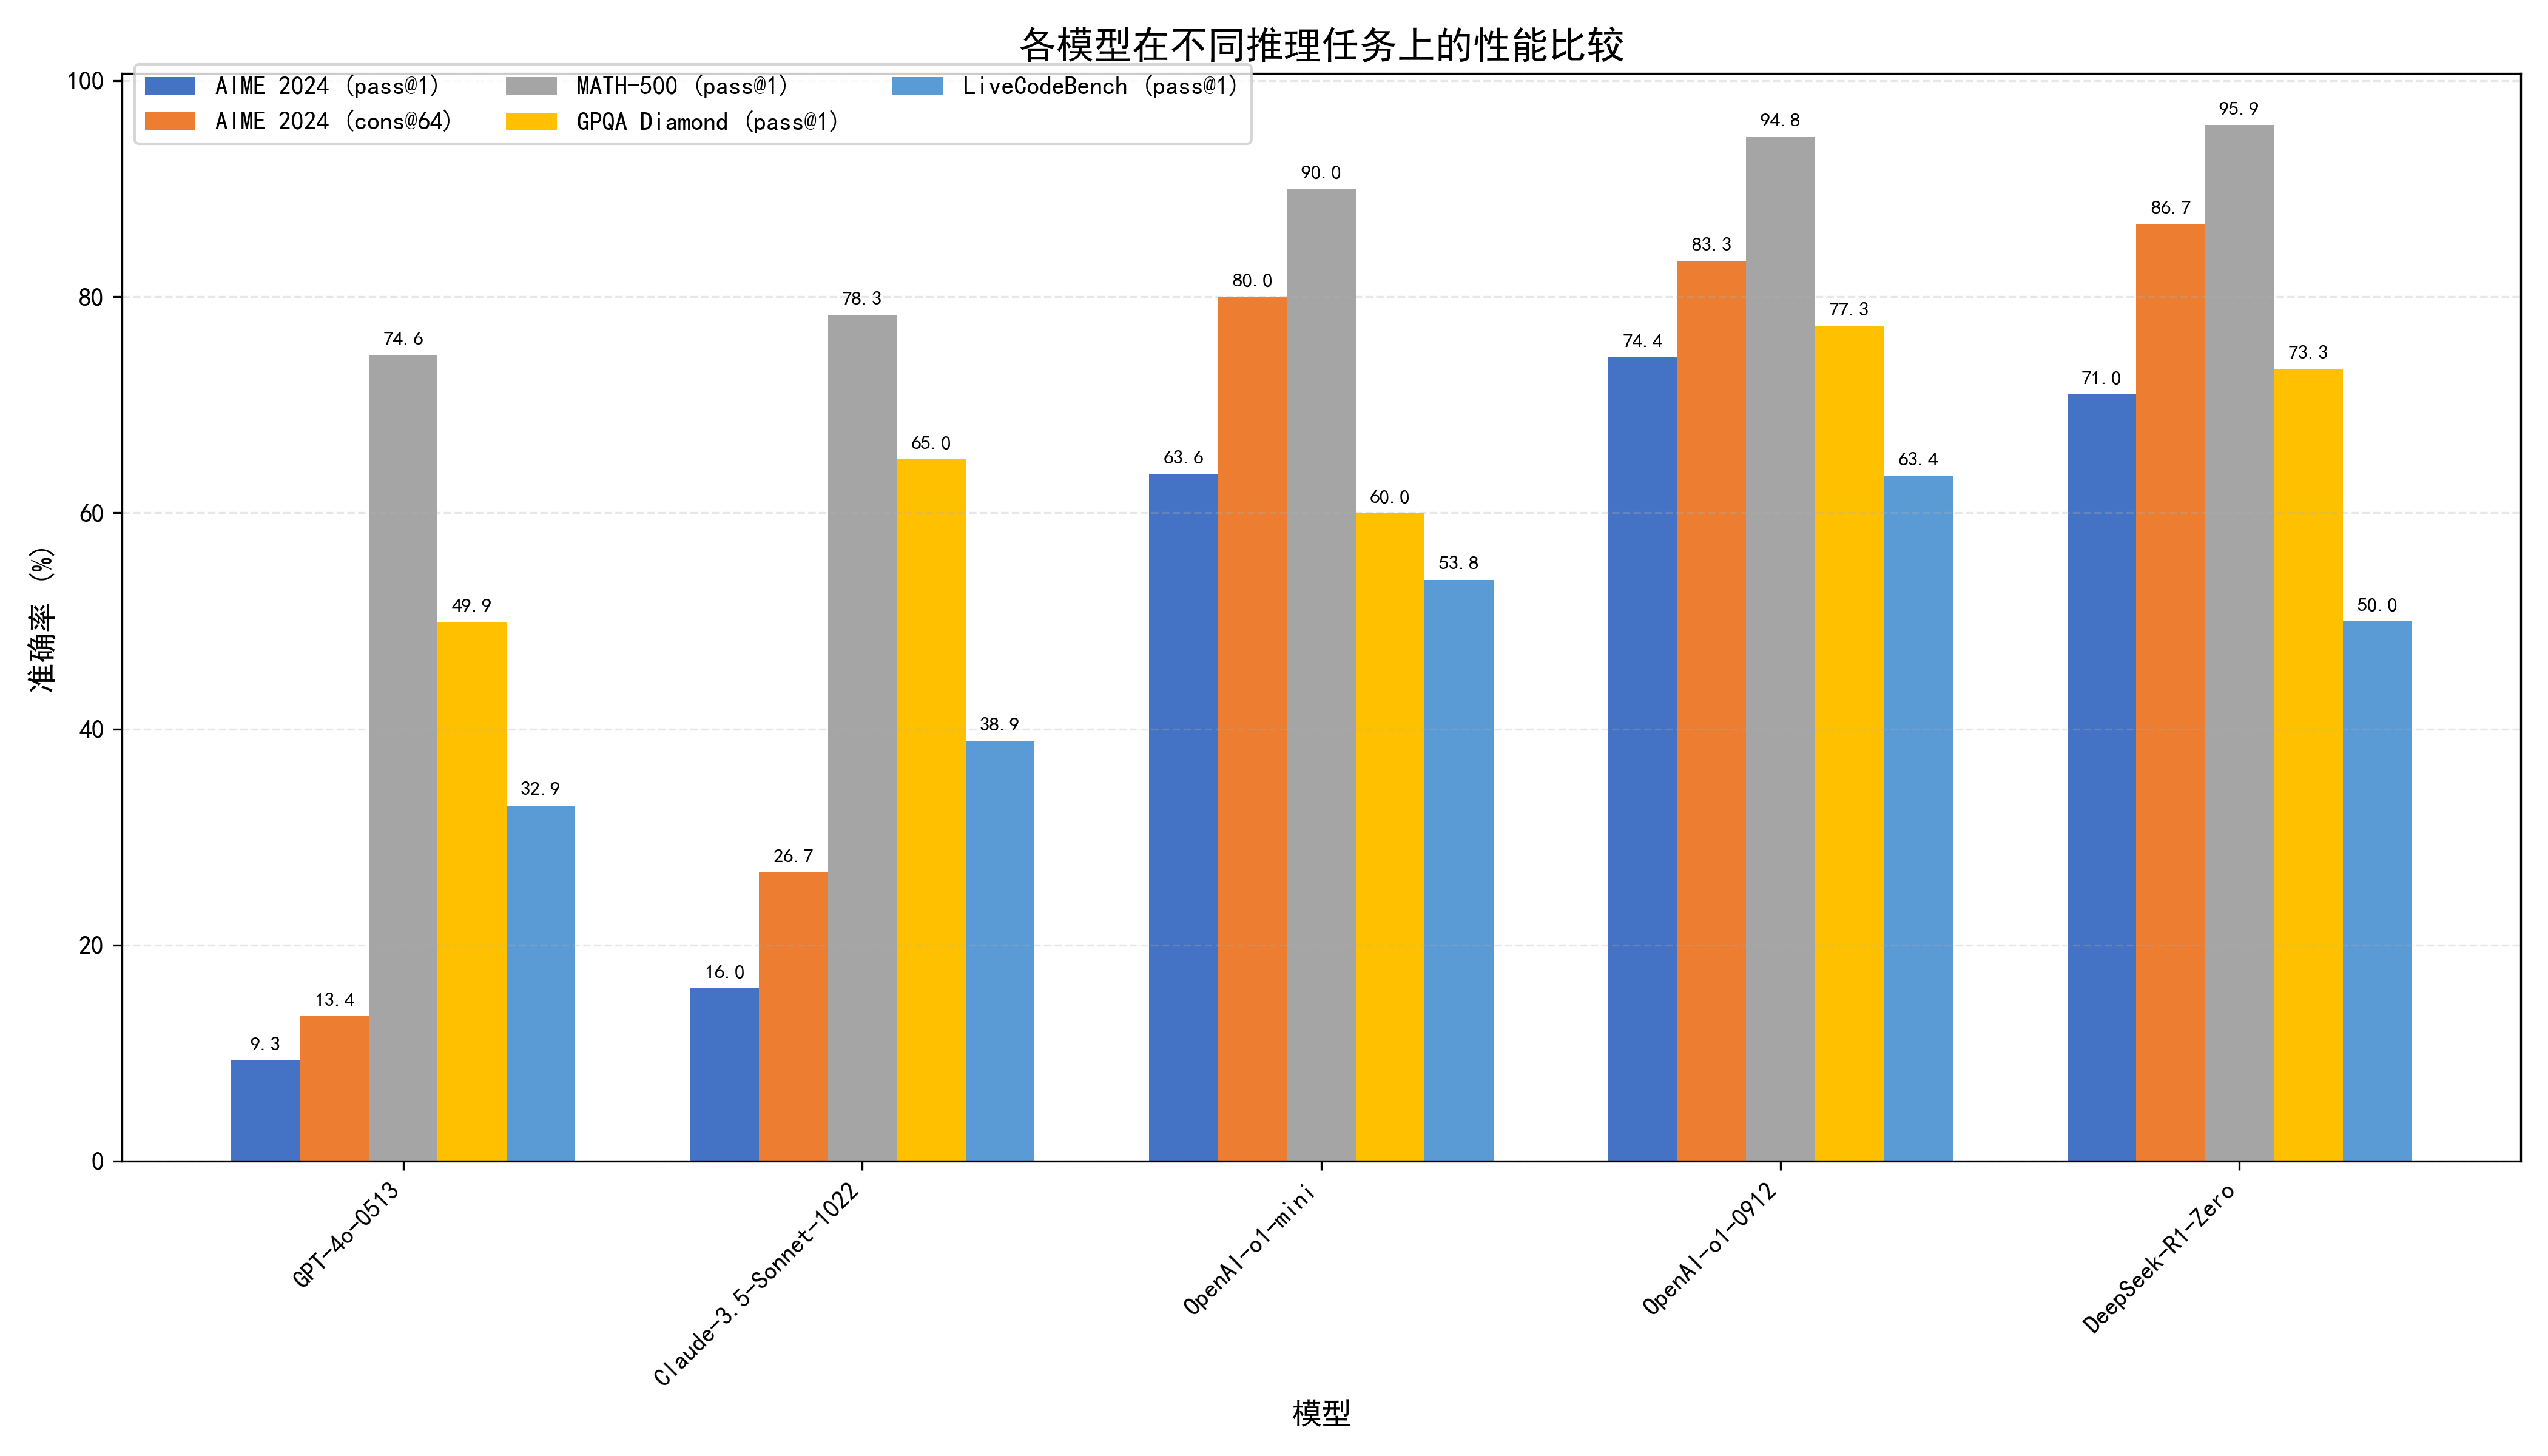 各模型在不同推理任务上的性能比较
AIME 2024 (pass@1)
AIME 2024 (cons@64)
MATH-500 (pass@1)
GPQA Diamond (pass@1)
LiveCodeBench (pass@1)
准确率 (%)
100
80
60
40
20
0
9.3
13.4
74.6
49.9
32.9
16.0
26.7
78.3
65.0
38.9
63.6
80.0
90.0
60.0
53.8
74.4
83.3
94.8
77.3
63.4
71.0
86.7
95.9
73.3
50.0
GPT-4o-0513
Claude-3.5-Sonnet-1022
OpenAI-o1-mini
OpenAI-o1-0912
DeepSeek-R1-Zero
模型